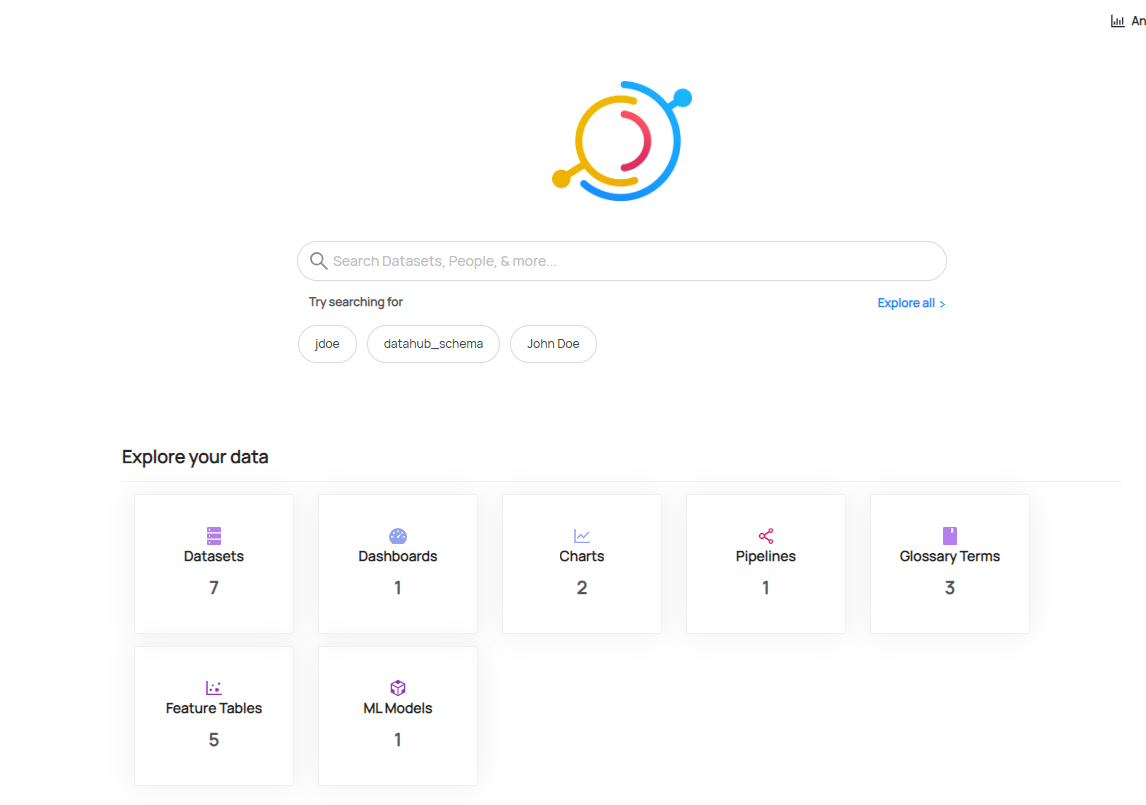 An
Search Datasets, People, & more...
Try searching for
Explore all >
jdoe
datahub_schema
John Doe
Explore your data
Datasets
7
Dashboards
1
Charts
2
Pipelines
1
Glossary Terms
3
Feature Tables
5
ML Models
1